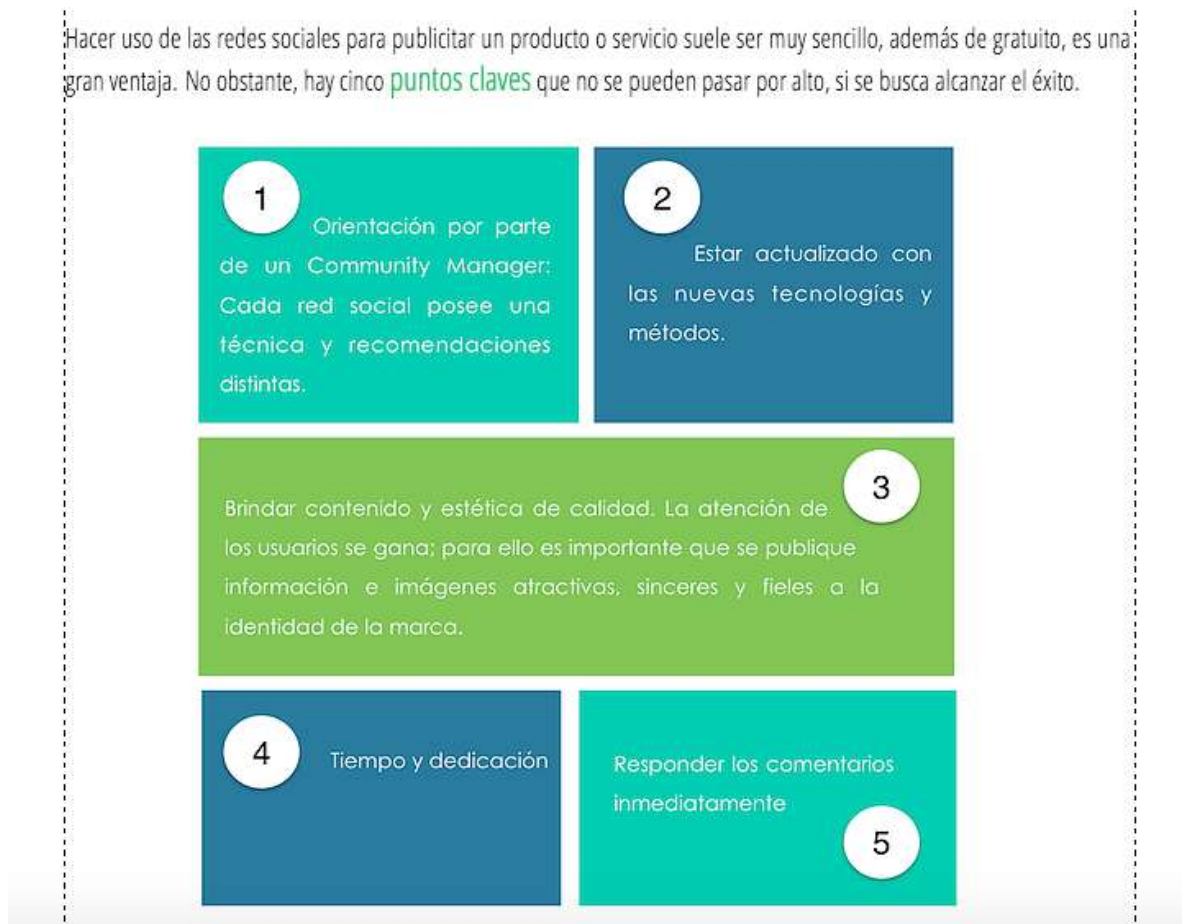 Hacer uso de las redes sociales para publicitar un producto o servicio suele ser muy sencillo, además de gratuito, es una
gran ventaja. No obstante, hay cinco puntos claves que no se pueden pasar por alto, si se busca alcanzar el éxito.
1
Orientación por parte
de un Community Manager:
Cada red social posee una
técnica y recomendaciones
distintas.
2
Estar actualizado con
las nuevas tecnologías y
métodos.
3
Brindar contenido y estética de calidad. La atención de
los usuarios se gana; para ello es importante que se publique
información e imágenes atractivas, sinceres y fieles a la
identidad de la marca.
4
Tiempo y dedicación
Responder los comentarios
inmediatamente
5